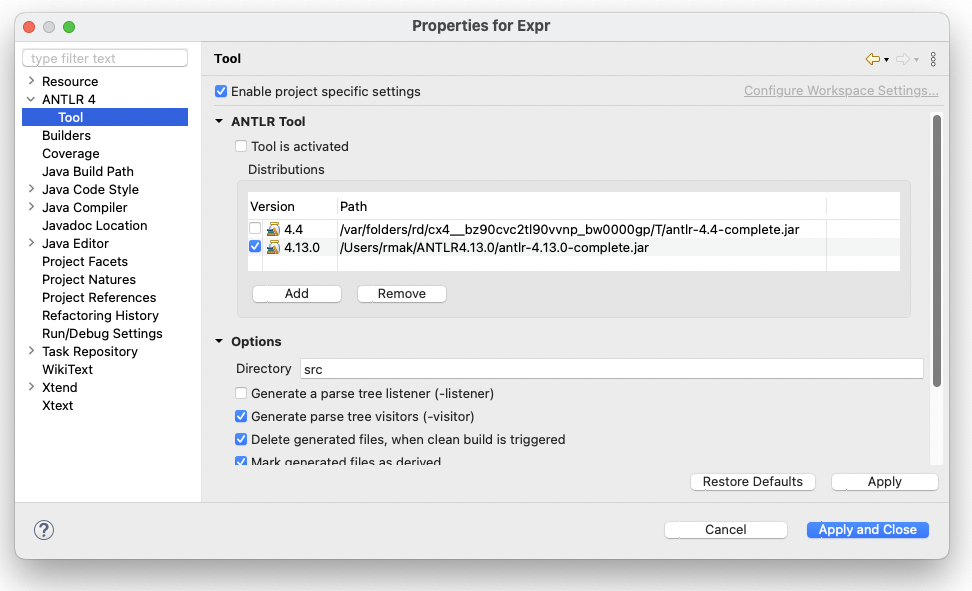 Properties for Expr
type filter text
Resource
ANTLR 4
Tool
Builders
Coverage
Java Build Path
Java Code Style
Java Compiler
Javadoc Location
Java Editor
Project Facets
Project Natures
Project References
Refactoring History
Run/Debug Settings
Task Repository
WikiText
Xtend
Xtext
Tool
Enable project specific settings
Configure Workspace Settings...
ANTLR Tool
Tool is activated
Distributions
Version Path
4.4 /var/folders/rd/cx4__bz90cvc2tl90vvnp_bw0000gp/T/antlr-4.4-complete.jar
4.13.0 /Users/rmak/ANTLR4.13.0/antlr-4.13.0-complete.jar
Add Remove
Options
Directory src
Generate a parse tree listener (-listener)
Generate parse tree visitors (-visitor)
Delete generated files, when clean build is triggered
Mark generated files as derived
Restore Defaults Apply
? Cancel Apply and Close